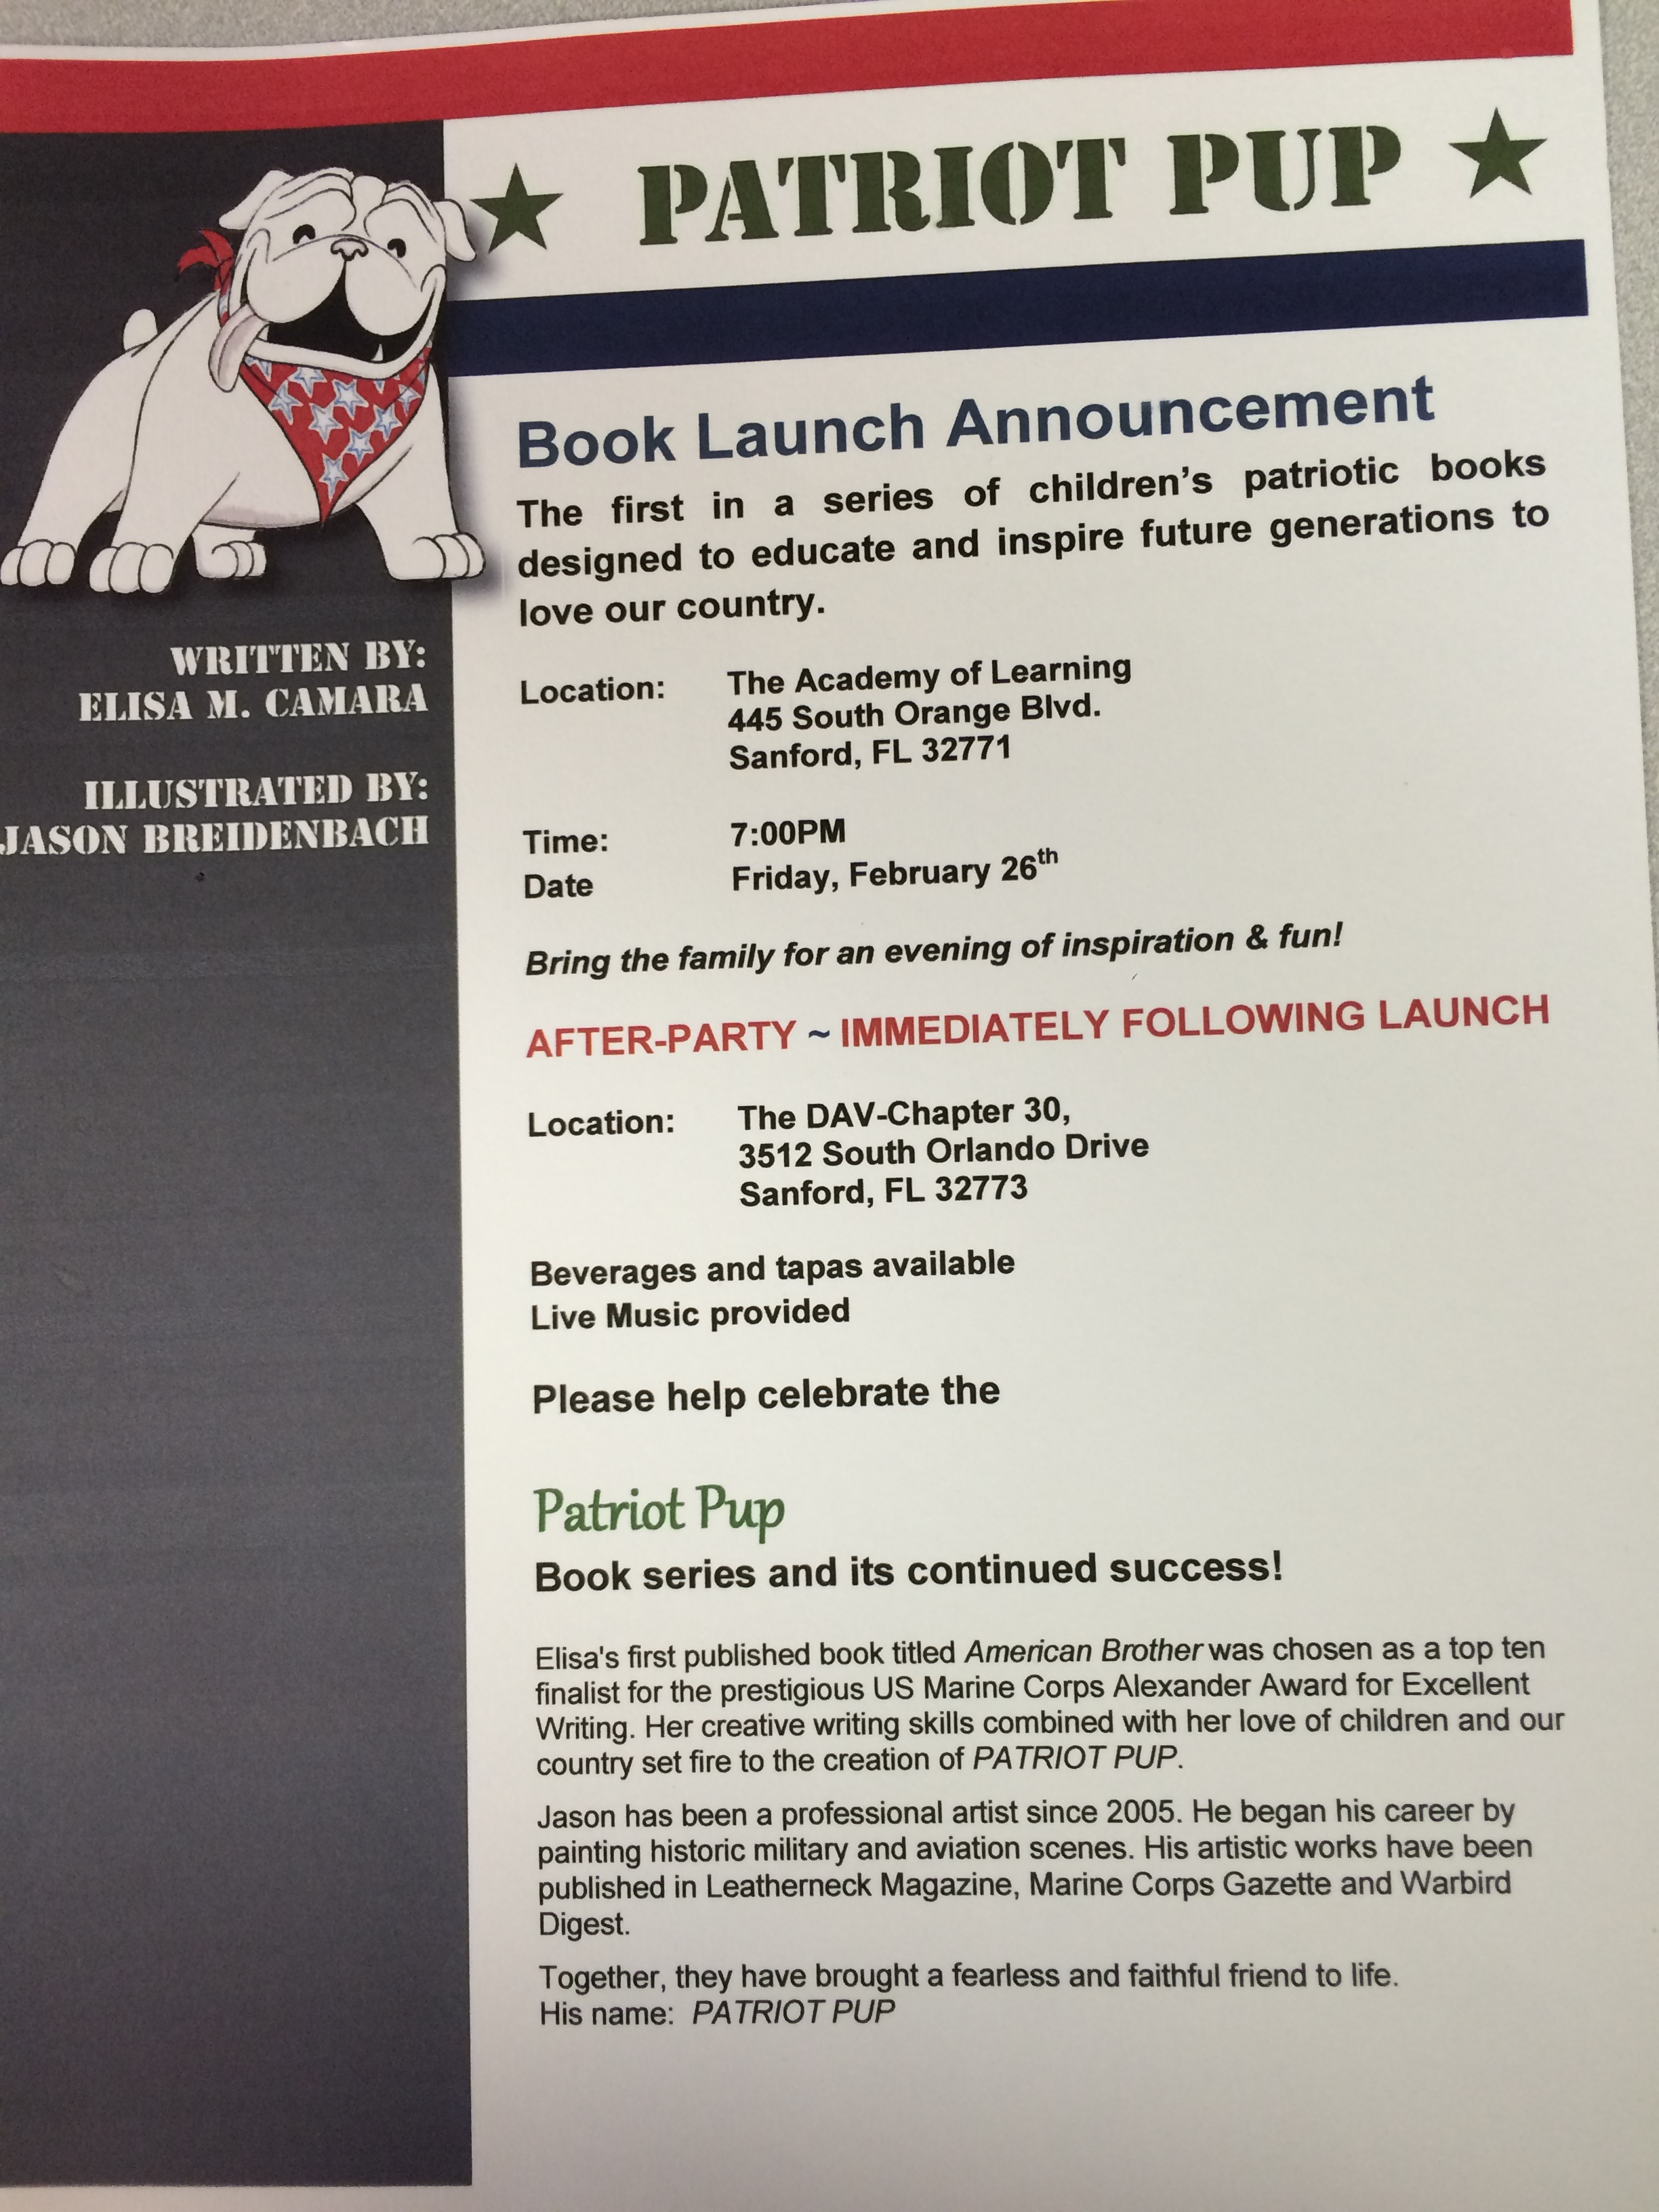 PATRIOT PUP
WRITTEN BY:
ELISA M. CAMARA
ILLUSTRATED BY:
JASON BREIDENBACH
Book Launch Announcement
The first in a series of children's patriotic books
designed to educate and inspire future generations to
love our country.
Location: The Academy of Learning
445 South Orange Blvd.
Sanford, FL 32771
Time: 7:00PM
Date Friday, February 26th
Bring the family for an evening of inspiration & fun!
AFTER-PARTY ~ IMMEDIATELY FOLLOWING LAUNCH
Location: The DAV-Chapter 30,
3512 South Orlando Drive
Sanford, FL 32773
Beverages and tapas available
Live Music provided
Please help celebrate the
Patriot Pup
Book series and its continued success!
Elisa's first published book titled American Brother was chosen as a top ten
finalist for the prestigious US Marine Corps Alexander Award for Excellent
Writing. Her creative writing skills combined with her love of children and our
country set fire to the creation of PATRIOT PUP.
Jason has been a professional artist since 2005. He began his career by
painting historic military and aviation scenes. His artistic works have been
published in Leatherneck Magazine, Marine Corps Gazette and Warbird
Digest.
Together, they have brought a fearless and faithful friend to life.
His name: PATRIOT PUP